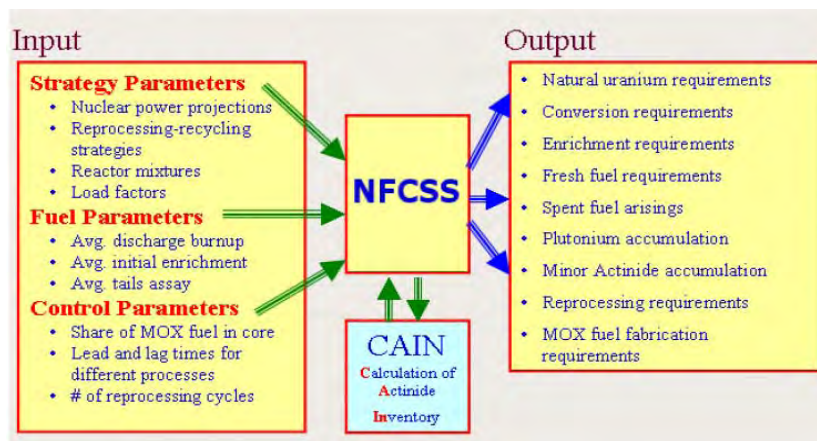 Input
Strategy Parameters
• Nuclear power projections
• Reprocessing-recycling
strategies
• Reactor mixtures
• Load factors
Fuel Parameters
• Avg. discharge burnup
• Avg. initial enrichment
• Avg. tails assay
Control Parameters
• Share of MOX fuel in core
• Lead and lag times for
different processes
• # of reprocessing cycles
NFCSS
CAIN
Calculation of
Actinide
Inventory
Output
• Natural uranium requirements
• Conversion requirements
• Enrichment requirements
• Fresh fuel requirements
• Spent fuel arisings
• Plutonium accumulation
• Minor Actinide accumulation
• Reprocessing requirements
• MOX fuel fabrication
requirements